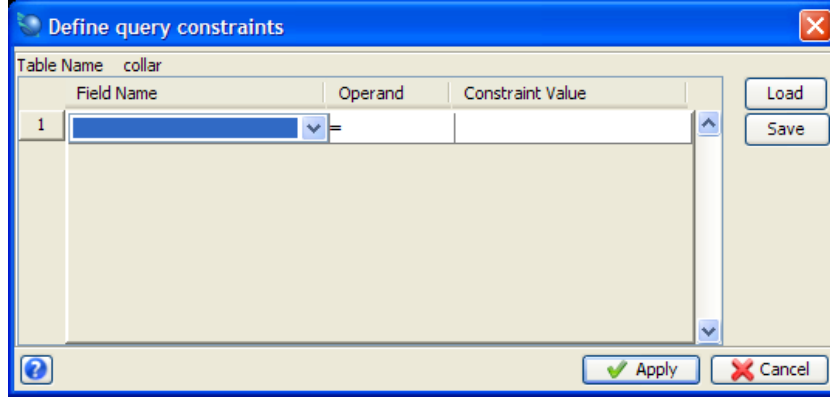 Define query constraints
Table Name collar
Field Name Operand Constraint Value
Load
1 =
Save
? Apply Cancel